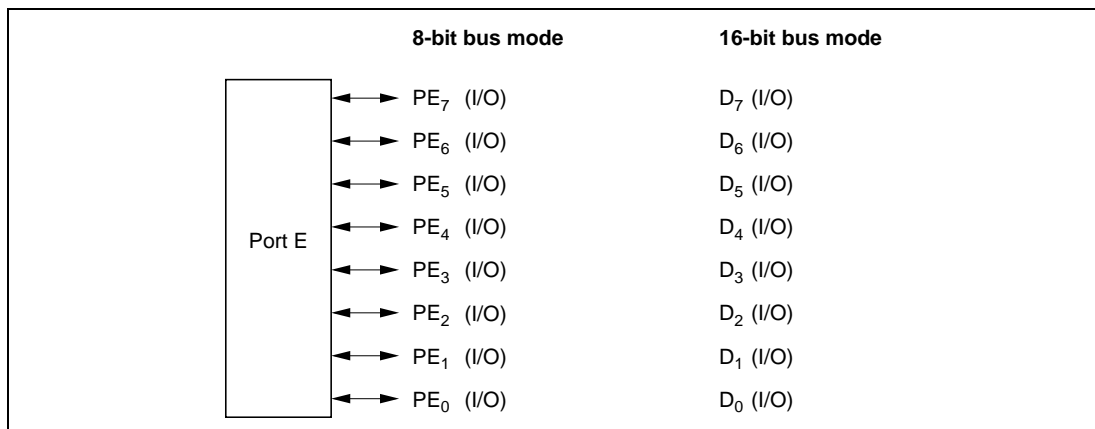 8-bit bus mode 16-bit bus mode
PE7 (I/O) D7 (I/O)
PE6 (I/O) D6 (I/O)
PE5 (I/O) D5 (I/O)
PE4 (I/O) D4 (I/O)
Port E
PE3 (I/O) D3 (I/O)
PE2 (I/O) D2 (I/O)
PE1 (I/O) D1 (I/O)
PE0 (I/O) D0 (I/O)